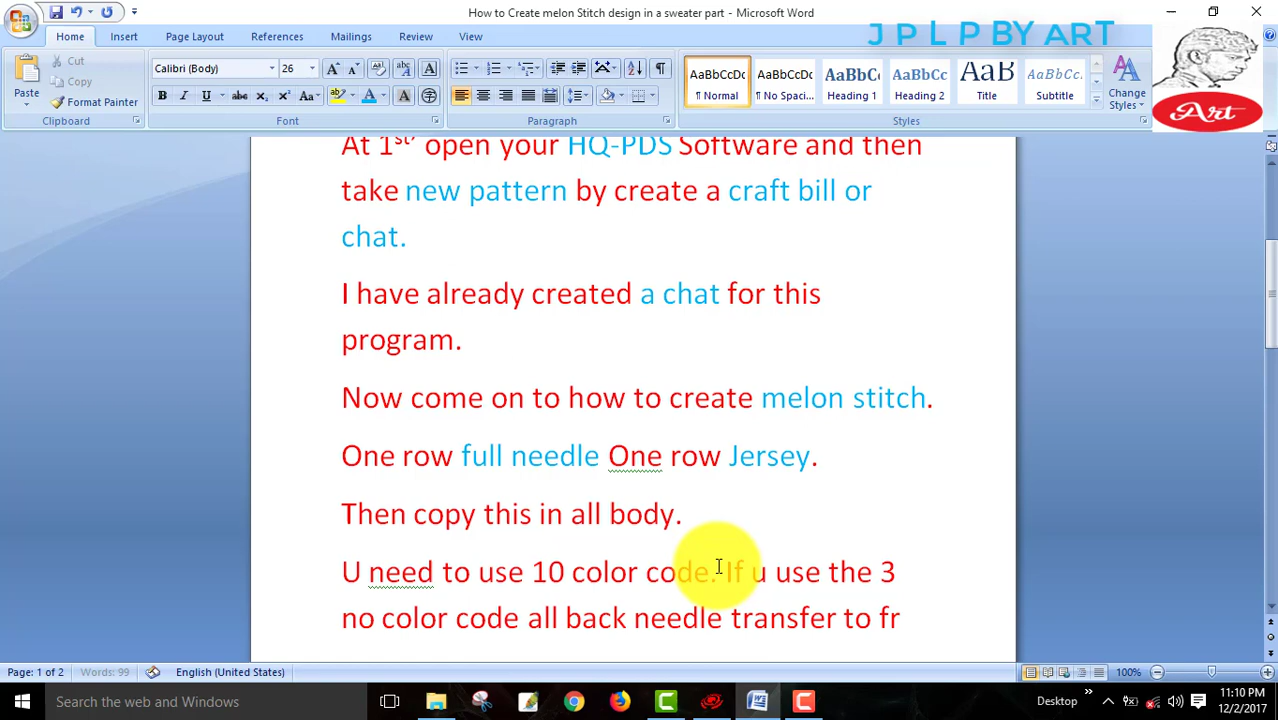 How to Create melon Stitch design in a sweater part - Microsoft Word
J P L P BY ART
Home Insert Page Layout References Mailings Review View
Cut
Copy
Format Painter
Paste
Calibri (Body) 26
AaBbCcDc AaBbCcDc AaBbC AaBbCc AaB AaBbCcI
¶ Normal ¶ No Spaci... Heading 1 Heading 2 Title Subtitle
Change
Styles
Art
Clipboard Font Paragraph Styles
At 1st' open your HQ-PDS Software and then
take new pattern by create a craft bill or
chat.
I have already created a chat for this
program.
Now come on to how to create melon stitch.
One row full needle One row Jersey.
Then copy this in all body.
U need to use 10 color code. If u use the 3
no color code all back needle transfer to fr
Page: 1 of 2 Words: 99 English (United States) 100%
Search the web and Windows
Desktop
11:10 PM
12/2/2017